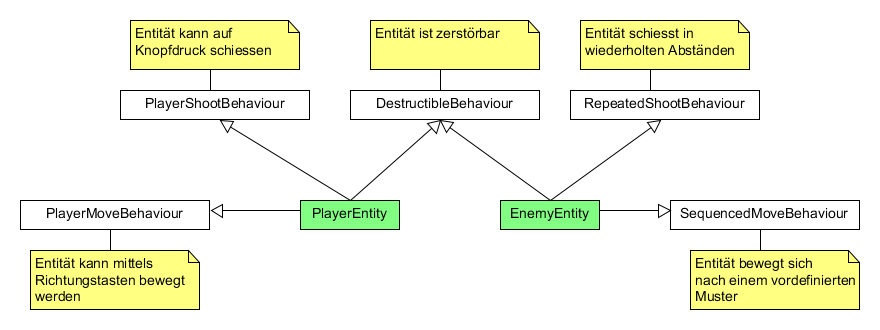 Entität kann auf
Knopfdruck schiessen
Entität ist zerstörbar
Entität schiesst in
wiederholten Abständen
PlayerShootBehaviour
DestructibleBehaviour
RepeatedShootBehaviour
PlayerMoveBehaviour
PlayerEntity
EnemyEntity
SequencedMoveBehaviour
Entität kann mittels
Richtungstasten bewegt
werden
Entität bewegt sich
nach einem vordefinierten
Muster